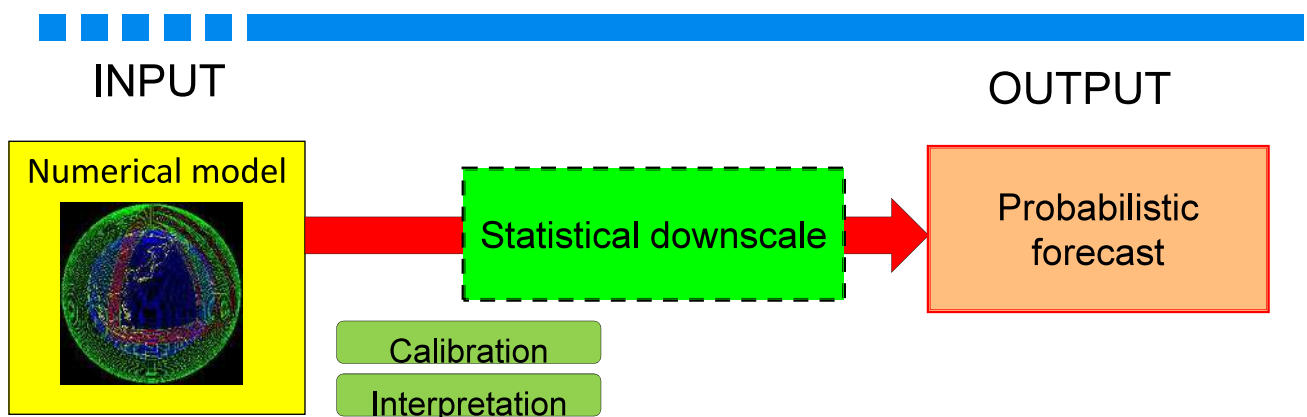 INPUT
OUTPUT
Numerical model
Statistical downscale
Probabilistic
forecast
Calibration
Interpretation